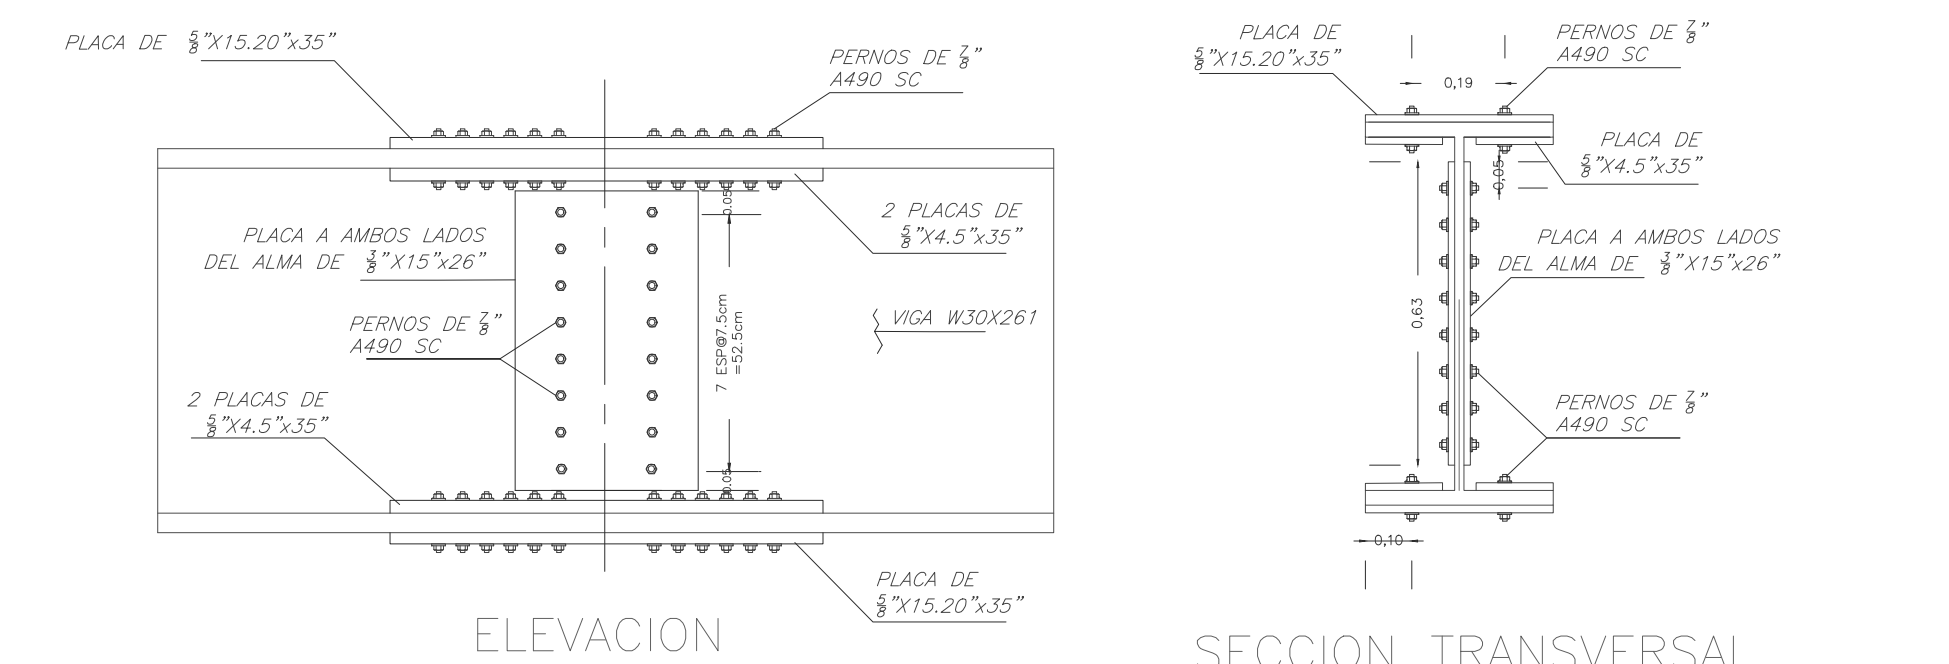 PLACA DE 5/8"X15.20"x35"
PERNOS DE 7/8"
A490 SC
0.05
2 PLACAS DE
5/8"X4.5"x35"
PLACA A AMBOS LADOS
DEL ALMA DE 3/8"X15"x26"
PERNOS DE 7/8"
A490 SC
7 ESP@7.5cm
=52.5cm
VIGA W30X261
2 PLACAS DE
5/8"X4.5"x35"
0.05
PLACA DE
5/8"X15.20"x35"
ELEVACION
PLACA DE
5/8"X15.20"x35"
PERNOS DE 7/8"
A490 SC
0,19
PLACA DE
5/8"X4.5"x35"
0,05
PLACA A AMBOS LADOS
DEL ALMA DE 3/8"X15"x26"
0,63
PERNOS DE 7/8"
A490 SC
0,10
SECCION TRANSVERSAL